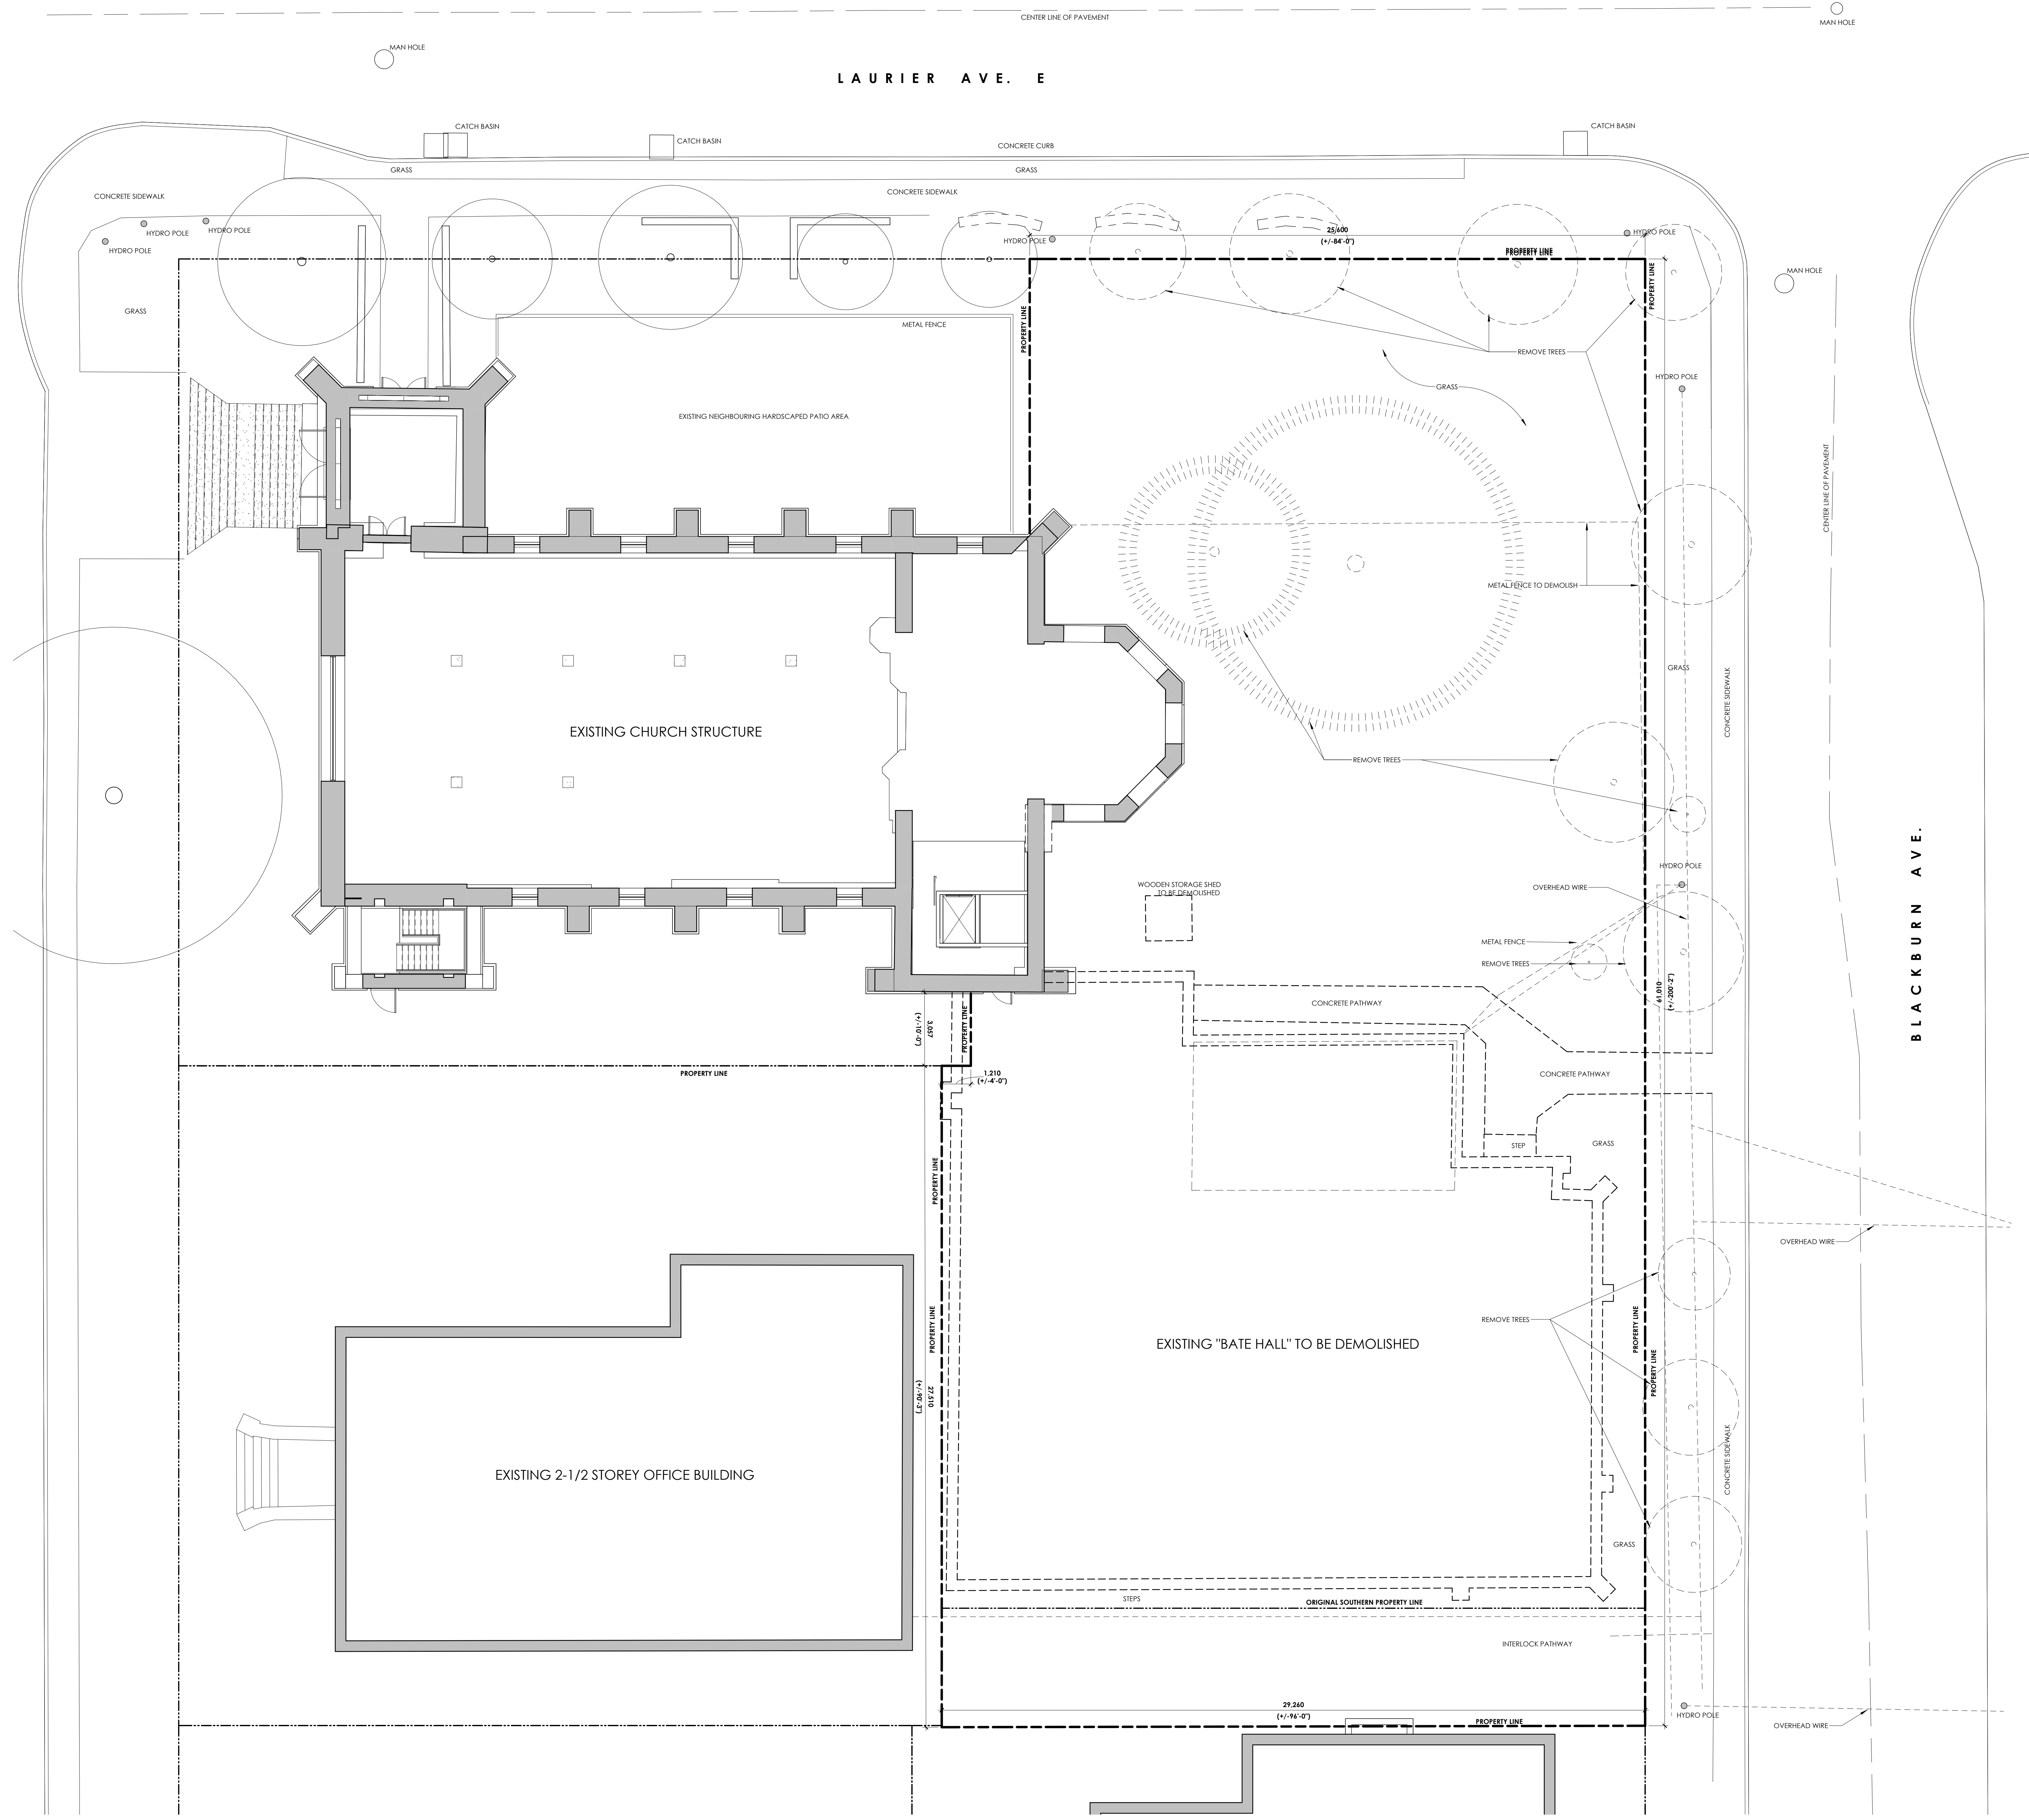 CENTER LINE OF PAVEMENT
MAN HOLE
MAN HOLE
LAURIER AVE. E
CATCH BASIN
CATCH BASIN
CATCH BASIN
CONCRETE CURB
GRASS
GRASS
CONCRETE SIDEWALK
CONCRETE SIDEWALK
HYDRO POLE
HYDRO POLE
HYDRO POLE
HYDRO POLE
HYDRO POLE
25,600
(+/-84'-0")
PROPERTY LINE
PROPERTY LINE
PROPERTY LINE
PROPERTY LINE
MAN HOLE
GRASS
METAL FENCE
REMOVE TREES
HYDRO POLE
GRASS
EXISTING NEIGHBOURING HARDSCAPED PATIO AREA
CENTER LINE OF PAVEMENT
METAL FENCE TO DEMOLISH
GRASS
CONCRETE SIDEWALK
EXISTING CHURCH STRUCTURE
REMOVE TREES
HYDRO POLE
WOODEN STORAGE SHED
TO BE DEMOLISHED
OVERHEAD WIRE
BLACKBURN AVE.
METAL FENCE
REMOVE TREES
61,010
(+/-200'-2")
CONCRETE PATHWAY
3,057
(+/-10'-0")
PROPERTY LINE
PROPERTY LINE
1,210
(+/-4'-0")
CONCRETE PATHWAY
STEP
GRASS
PROPERTY LINE
OVERHEAD WIRE
REMOVE TREES
PROPERTY LINE
PROPERTY LINE
PROPERTY LINE
EXISTING "BATE HALL" TO BE DEMOLISHED
27,510
(+/-90'-3")
EXISTING 2-1/2 STOREY OFFICE BUILDING
CONCRETE SIDEWALK
GRASS
STEPS
ORIGINAL SOUTHERN PROPERTY LINE
INTERLOCK PATHWAY
29,260
(+/-96'-0")
PROPERTY LINE
HYDRO POLE
OVERHEAD WIRE